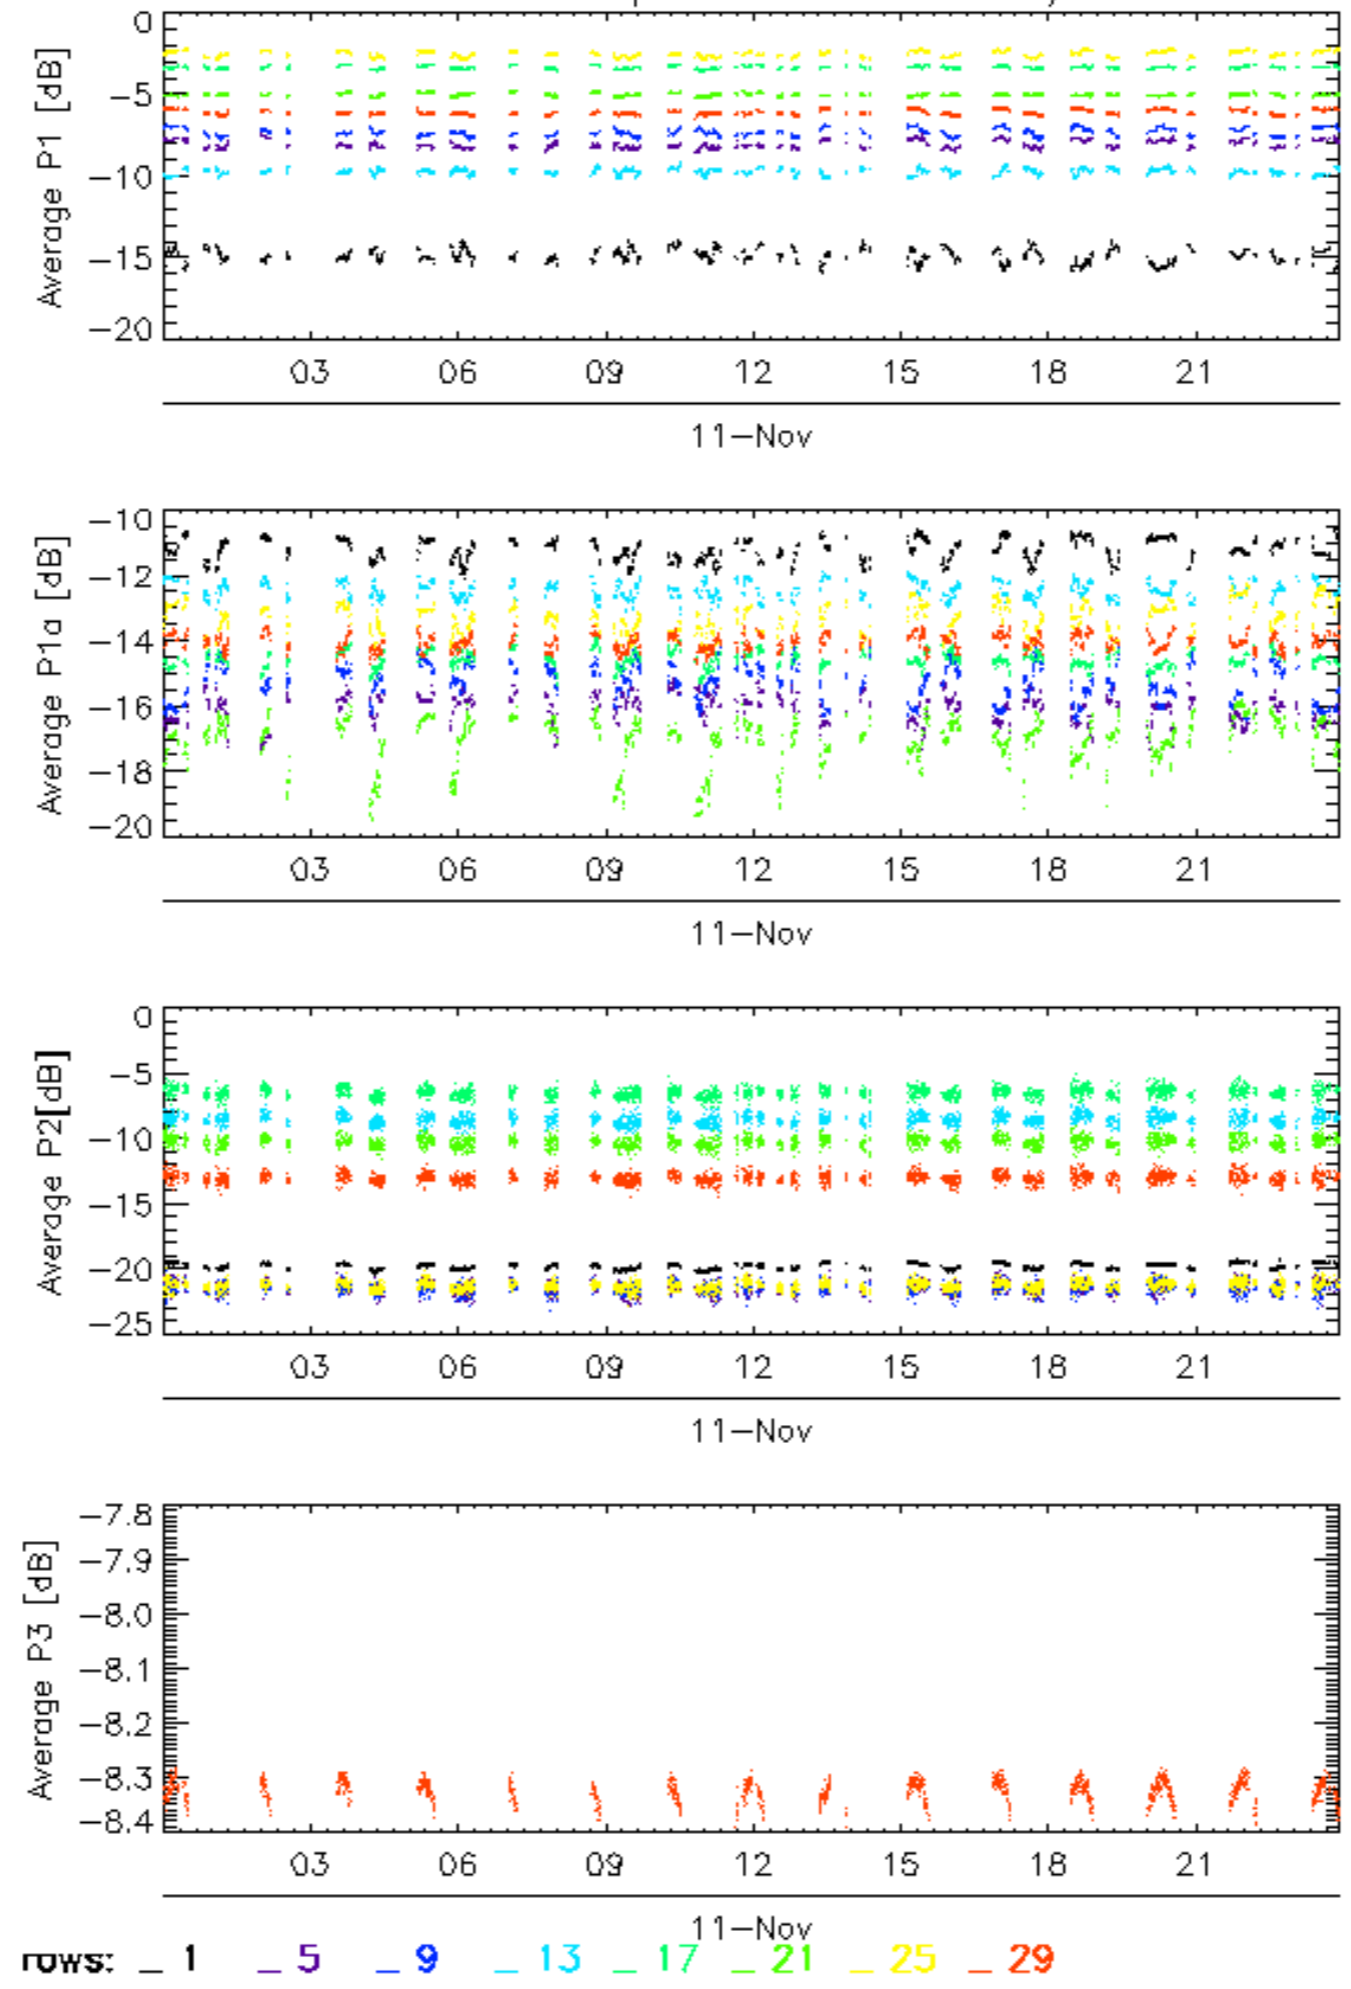 0
−5
−10
−15
−20
Average P1 [dB]
03 06 09 12 15 18 21
11−Nov
−10
−12
−14
−16
−18
−20
Average P1a [dB]
03 06 09 12 15 18 21
11−Nov
0
−5
−10
−15
−20
−25
Average P2[dB]
03 06 09 12 15 18 21
11−Nov
−7.8
−7.9
−8.0
−8.1
−8.2
−8.3
−8.4
Average P3 [dB]
03 06 09 12 15 18 21
11−Nov
rows: _ 1 _ 5 _ 9 _ 13 _ 17 _ 21 _ 25 _ 29